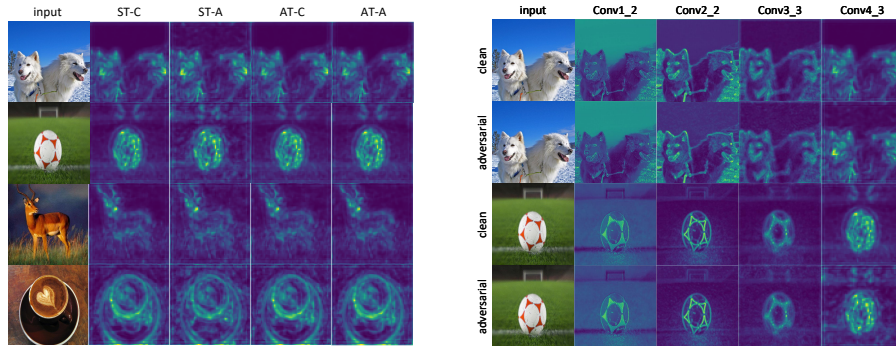 input ST-C ST-A AT-C AT-A
input Conv1_2 Conv2_2 Conv3_3 Conv4_3
clean
adversarial
clean
adversarial